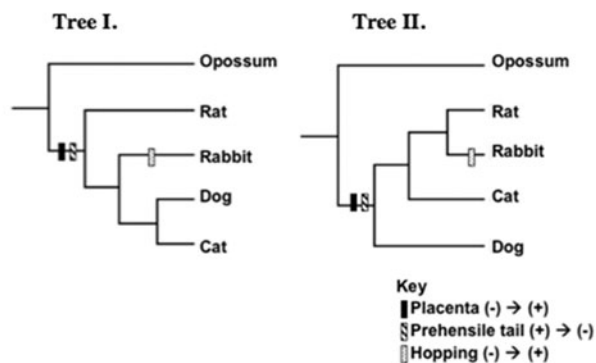 Tree I.
Opossum
Rat
Rabbit
Dog
Cat
Tree II.
Opossum
Rat
Rabbit
Cat
Dog
Key
Placenta (-) → (+)
Prehensile tail (+) → (-)
Hopping (-) → (+)